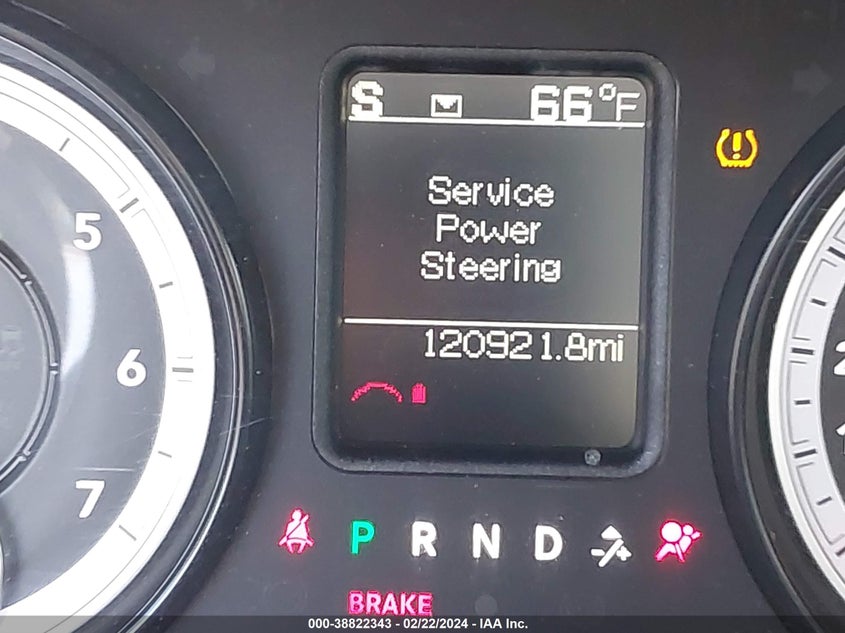 S 66°F
Service
Power
Steering
120921.8mi
5
6
7
P R N D
BRAKE
000-38822343 - 02/22/2024 - IAA Inc.